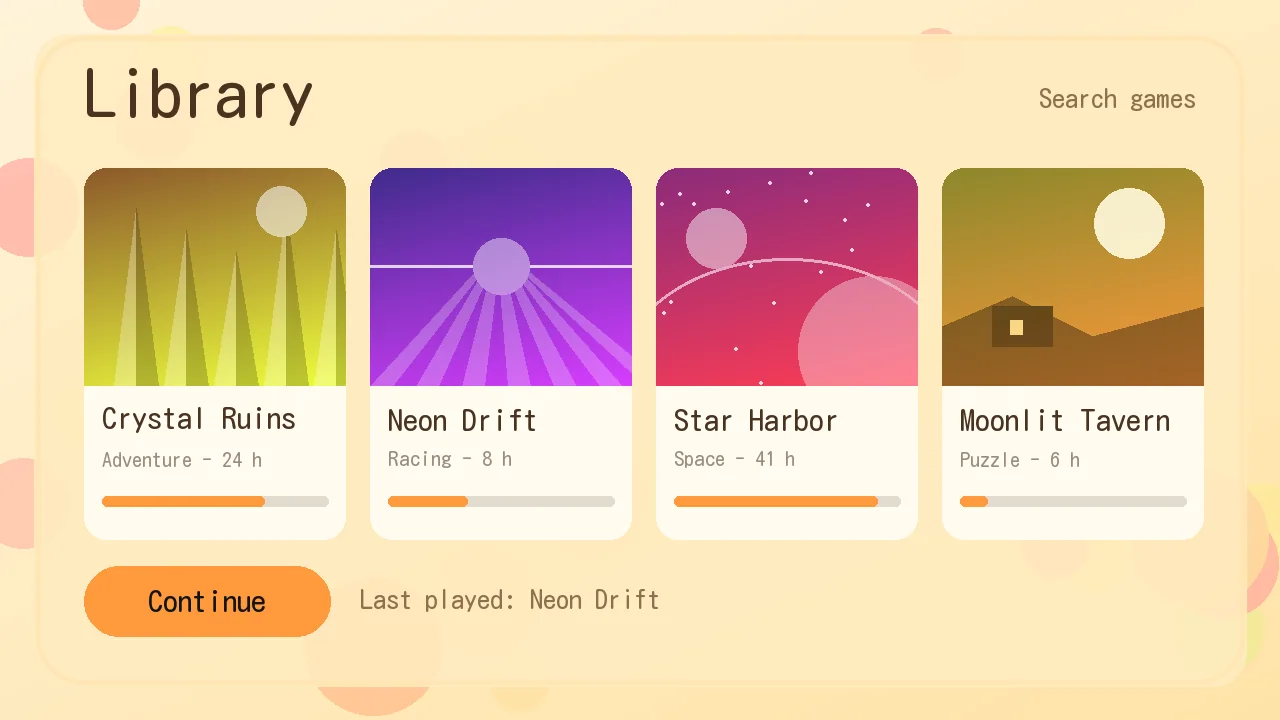 Library
Search games
Crystal Ruins
Adventure – 24 h
Neon Drift
Racing – 8 h
Star Harbor
Space – 41 h
Moonlit Tavern
Puzzle – 6 h
Continue
Last played: Neon Drift